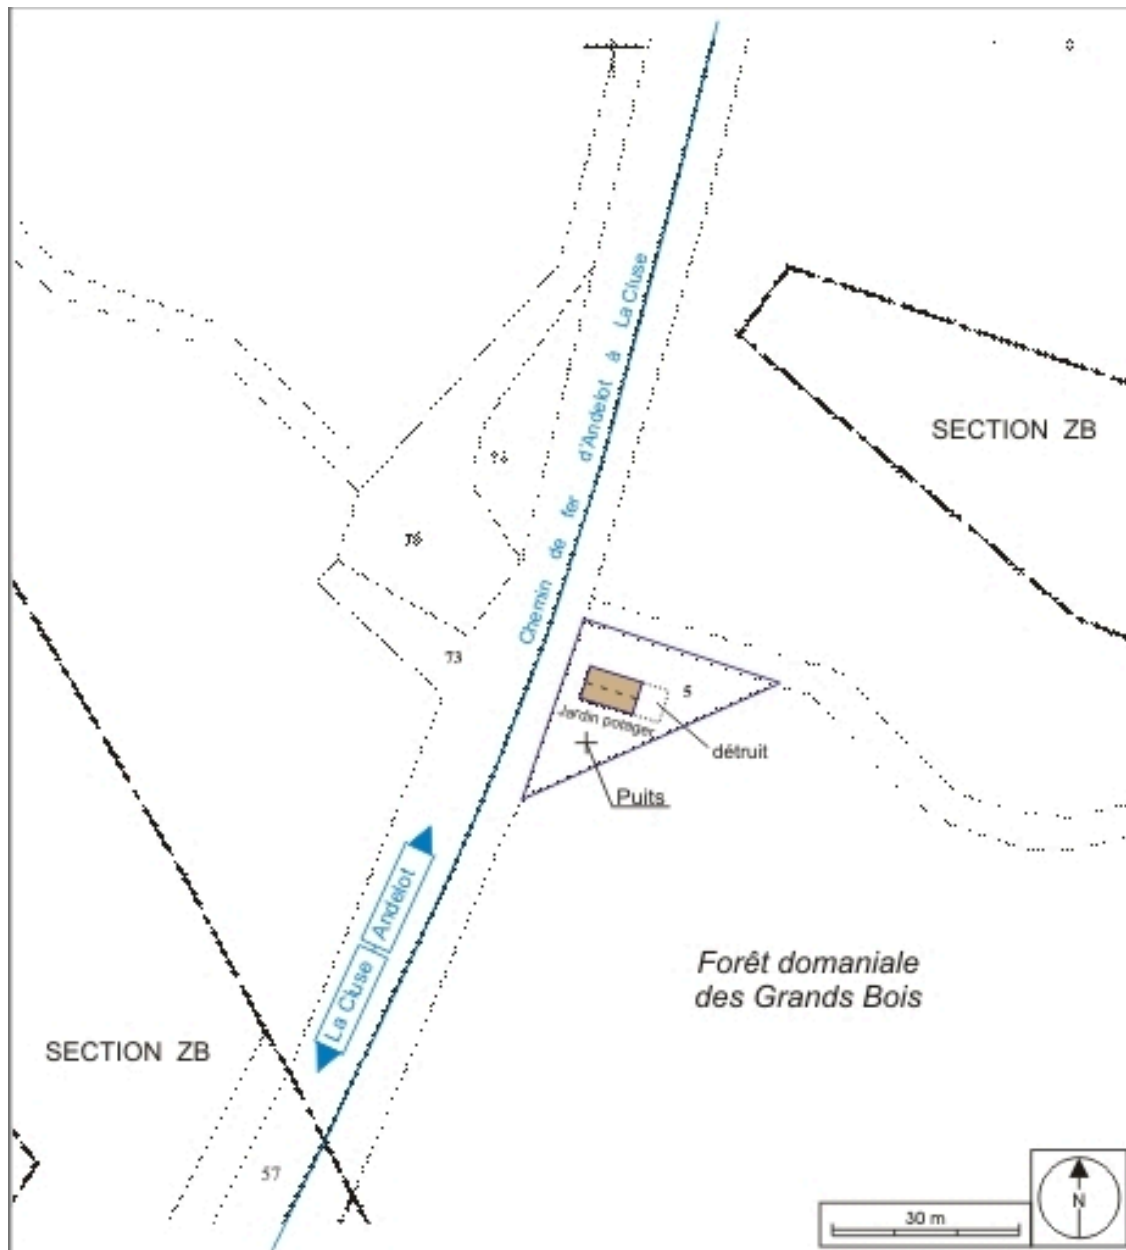 Chemin de fer d'Andelot à La Cluse
SECTION ZB
73
5
Jardin potager
détruit
Puits
Andelot
La Cluse
Forêt domaniale
des Grands Bois
SECTION ZB
57
30 m
N